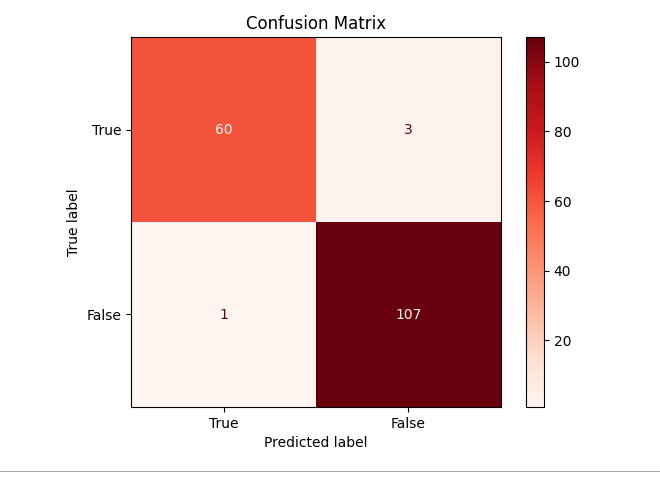 Confusion Matrix
True label
True
60
3
False
1
107
True
False
Predicted label
100
80
60
40
20